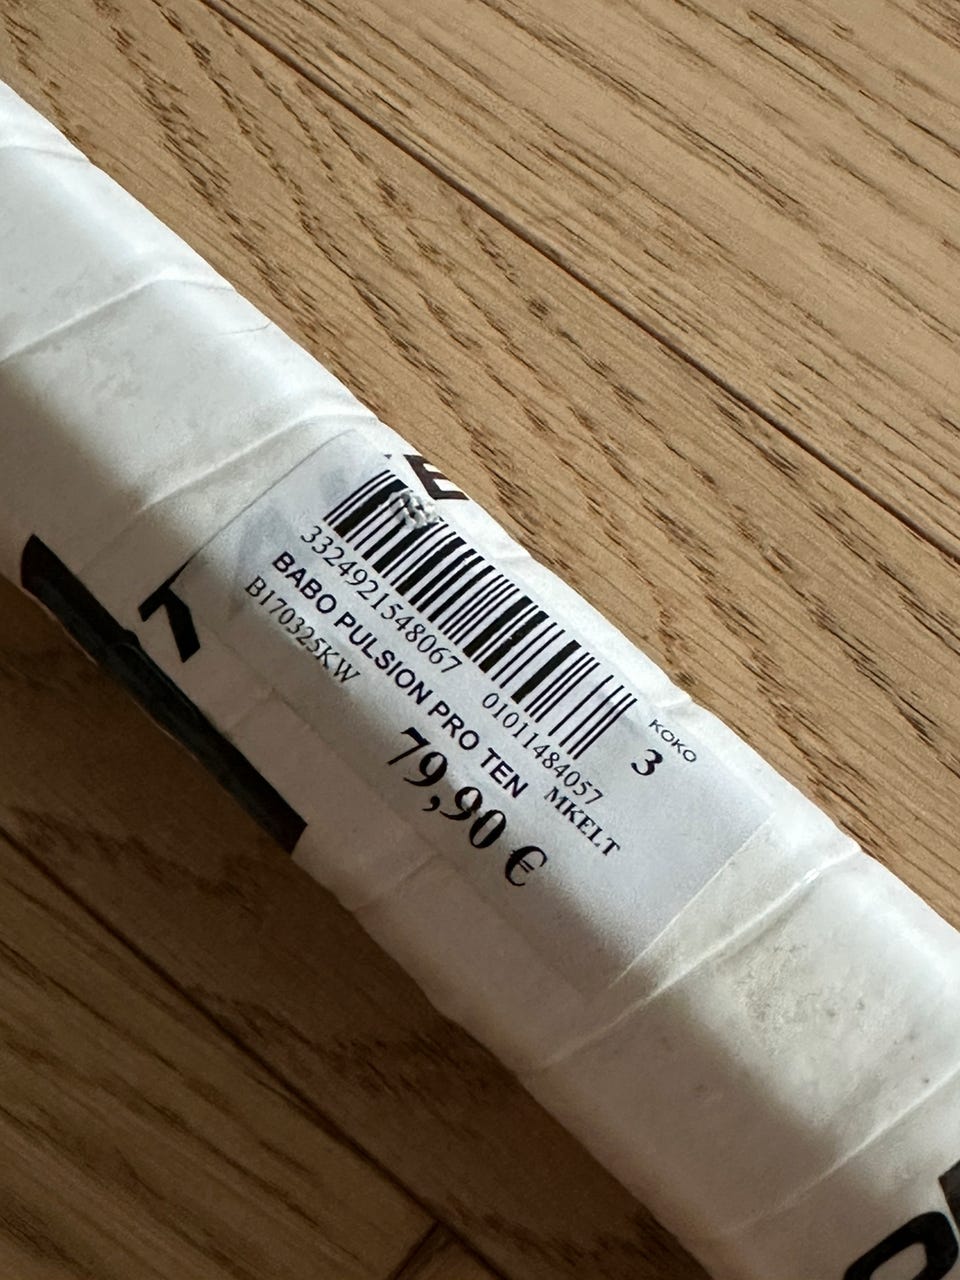 E
3324921548067 01011484057
KOKO
3
BABO PULSION PRO TEN MKELT
B170325KW
79,90 €